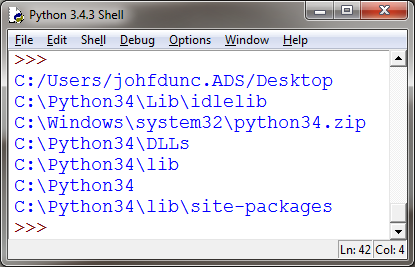 Python 3.4.3 Shell
File Edit Shell Debug Options Window Help
>>>
C:/Users/johfdunc.ADS/Desktop
C:\Python34\Lib\idlelib
C:\Windows\system32\python34.zip
C:\Python34\DLLs
C:\Python34\lib
C:\Python34
C:\Python34\lib\site-packages
>>>
Ln: 42 Col: 4